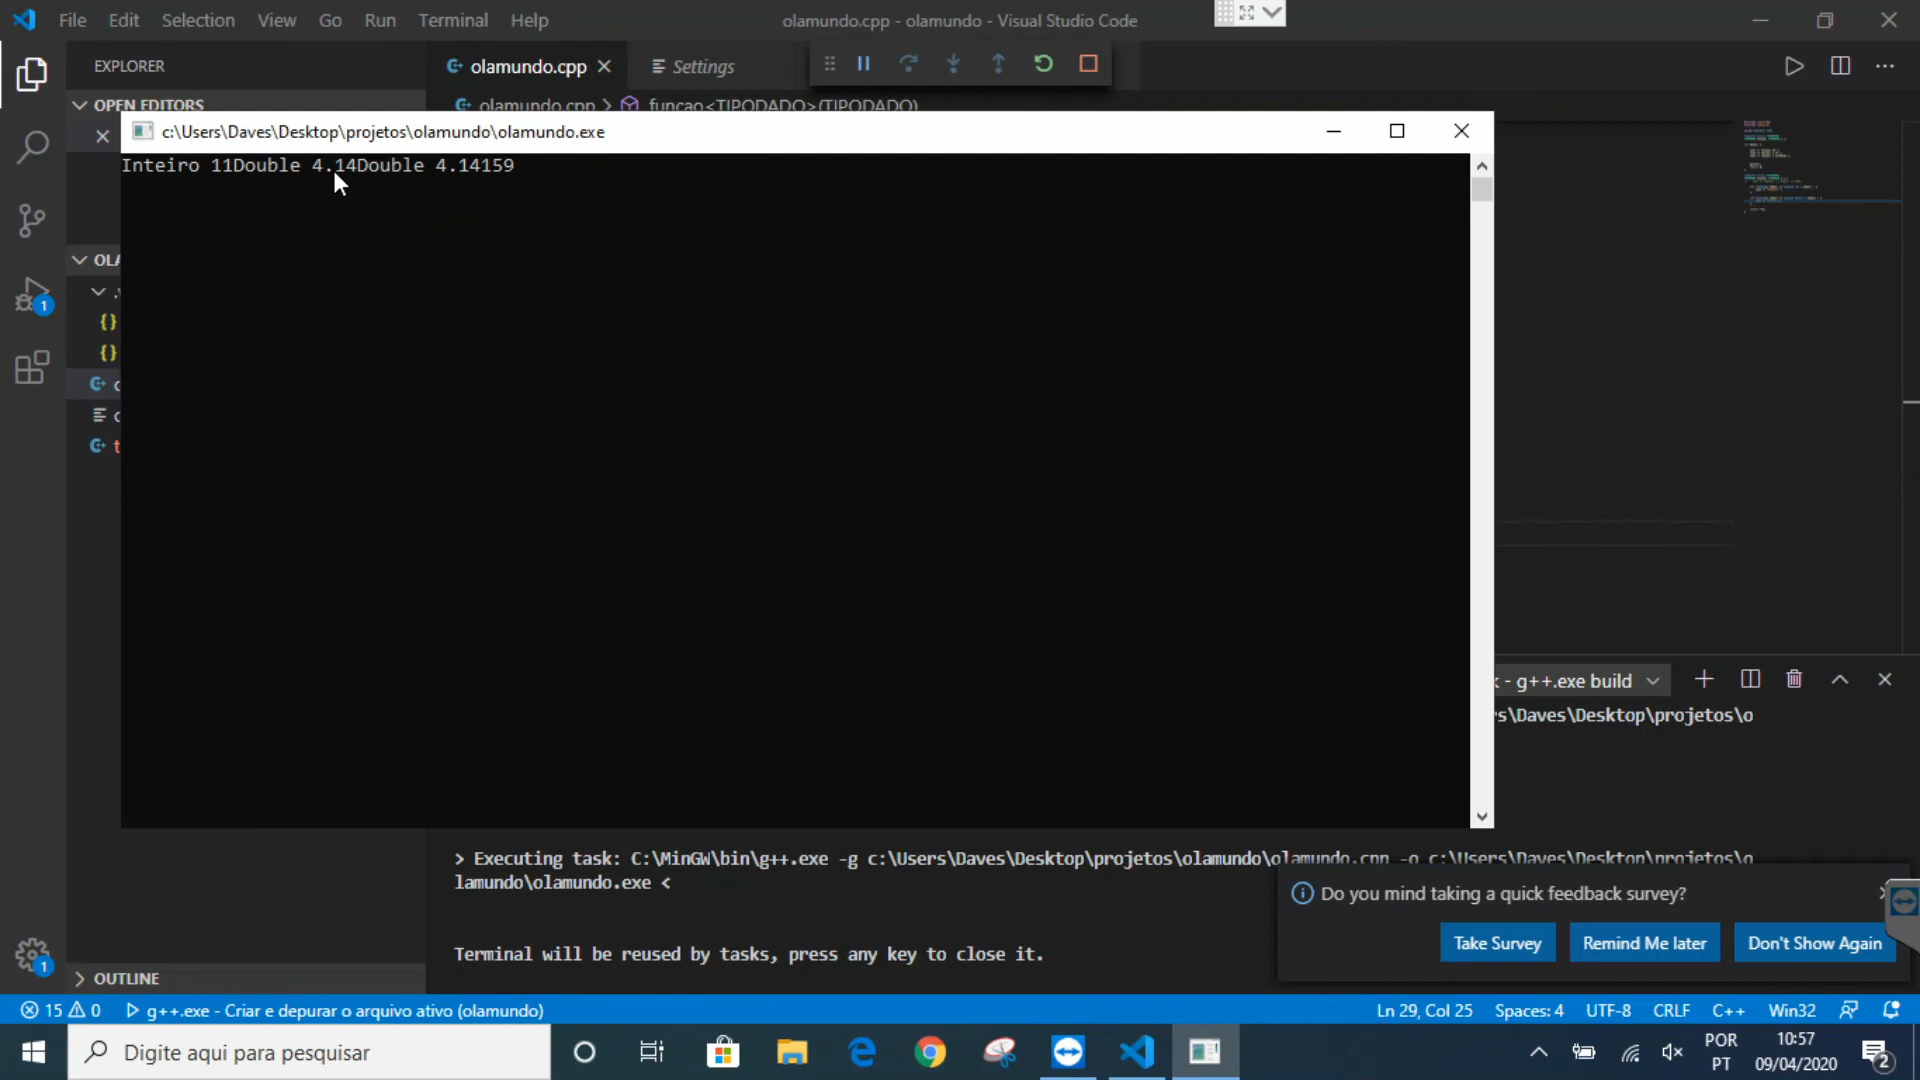 File Edit Selection View Go Run Terminal Help
olamundo.cpp - olamundo - Visual Studio Code
EXPLORER
olamundo.cpp
Settings
OPEN EDITORS
olamundo.cpp > funcao<TIPODADO>(TIPODADO)
c:\Users\Daves\Desktop\projetos\olamundo\olamundo.exe
Inteiro 11Double 4.14Double 4.14159
OLA
1
- g++.exe build
s\Daves\Desktop\projetos\o
> Executing task: C:\MinGW\bin\g++.exe -g c:\Users\Daves\Desktop\projetos\olamundo\olamundo.cpp -o c:\Users\Daves\Desktop\projetos\o
lamundo\olamundo.exe <
Terminal will be reused by tasks, press any key to close it.
Do you mind taking a quick feedback survey?
Take Survey
Remind Me later
Don't Show Again
1
OUTLINE
15 0 g++.exe - Criar e depurar o arquivo ativo (olamundo)
Ln 29, Col 25 Spaces: 4 UTF-8 CRLF C++ Win32
Digite aqui para pesquisar
POR
PT
10:57
09/04/2020
2